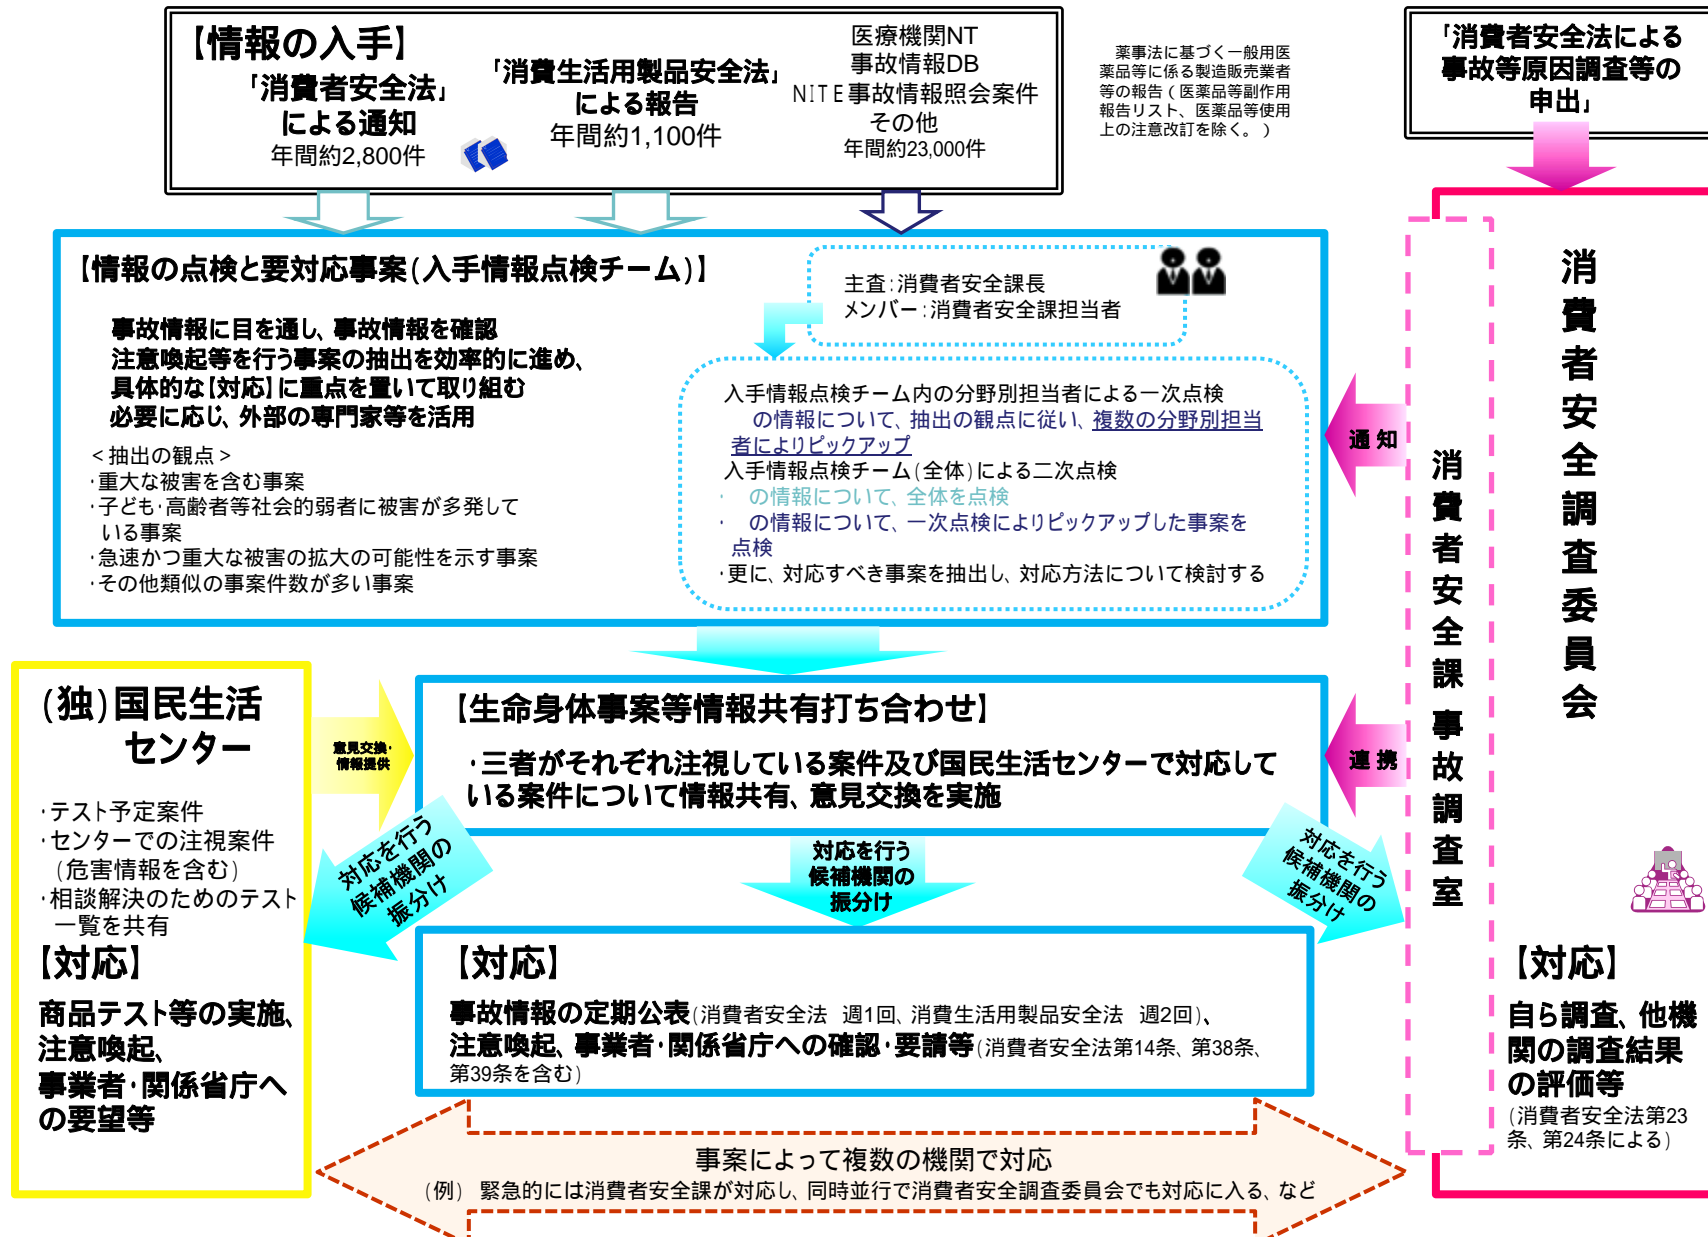 【情報の入手】
「消費者安全法」
による通知
年間約2,800件
「消費生活用製品安全法」
による報告
年間約1,100件
医療機関NT
事故情報DB
NITE事故情報照会案件
その他
年間約23,000件
薬事法に基づく一般用医
薬品等に係る製造販売業者
等の報告(医薬品等副作用
報告リスト、医薬品等使用
上の注意改訂を除く。)
「消費者安全法による
事故等原因調査等の
申出」
【情報の点検と要対応事案(入手情報点検チーム)】
事故情報に目を通し、事故情報を確認
注意喚起等を行う事案の抽出を効率的に進め、
具体的な【対応】に重点を置いて取り組む
必要に応じ、外部の専門家等を活用
<抽出の観点>
・重大な被害を含む事案
・子ども・高齢者等社会的弱者に被害が多発して
いる事案
・急速かつ重大な被害の拡大の可能性を示す事案
・その他類似の事案件数が多い事案
主査:消費者安全課長
メンバー:消費者安全課担当者
入手情報点検チーム内の分野別担当者による一次点検
の情報について、抽出の観点に従い、複数の分野別担当
者によりピックアップ
入手情報点検チーム(全体)による二次点検
・ の情報について、全体を点検
・ の情報について、一次点検によりピックアップした事案を
点検
・更に、対応すべき事案を抽出し、対応方法について検討する
通知
連携
消費者安全課 事故調査室
消費者安全調査委員会
(独)国民生活
センター
・テスト予定案件
・センターでの注視案件
(危害情報を含む)
・相談解決のためのテスト
一覧を共有
【対応】
商品テスト等の実施、
注意喚起、
事業者・関係省庁へ
の要望等
意見交換・
情報提供
【生命身体事案等情報共有打ち合わせ】
・三者がそれぞれ注視している案件及び国民生活センターで対応して
いる案件について情報共有、意見交換を実施
対応を行う
候補機関の
振分け
対応を行う
候補機関の
振分け
対応を行う
候補機関の
振分け
【対応】
事故情報の定期公表(消費者安全法 週1回、消費生活用製品安全法 週2回)、
注意喚起、事業者・関係省庁への確認・要請等(消費者安全法第14条、第38条、
第39条を含む)
【対応】
自ら調査、他機
関の調査結果
の評価等
(消費者安全法第23
条、第24条による)
事案によって複数の機関で対応
(例) 緊急的には消費者安全課が対応し、同時並行で消費者安全調査委員会でも対応に入る、など